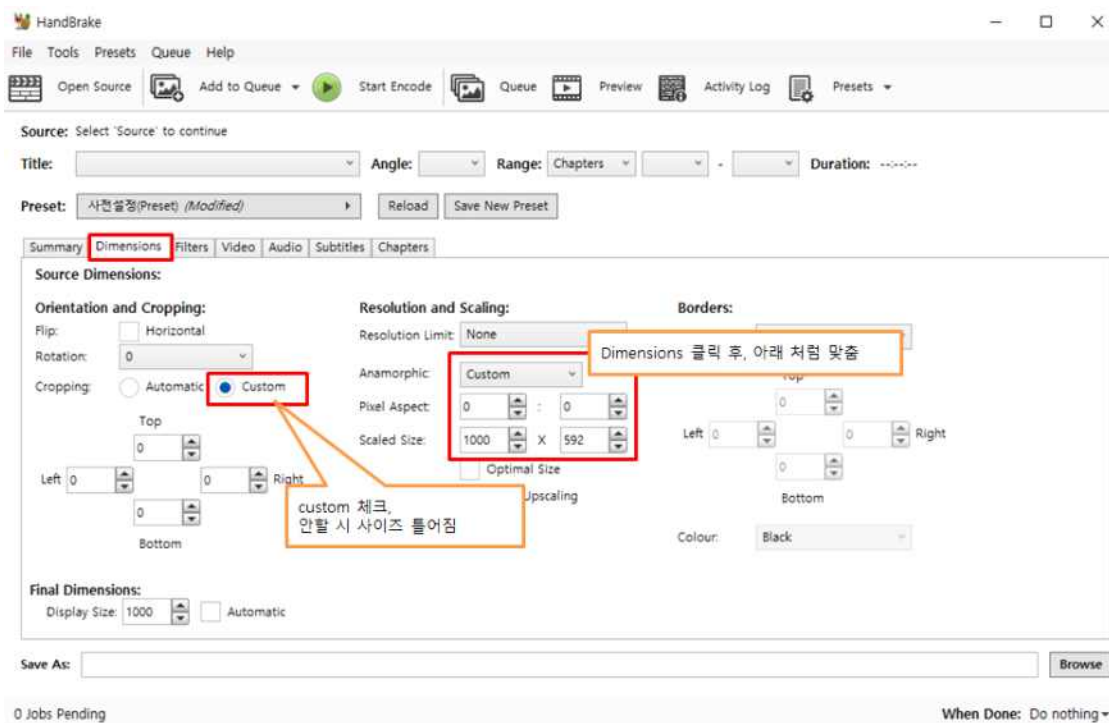 HandBrake
File Tools Presets Queue Help
Open Source Add to Queue Start Encode Queue Preview Activity Log Presets
Source: Select 'Source' to continue
Title: Angle: Range: Chapters - Duration: --:--:--
Preset: 사전설정(Preset) (Modified) Reload Save New Preset
Summary Dimensions Filters Video Audio Subtitles Chapters
Source Dimensions:
Orientation and Cropping:
Flip: Horizontal
Rotation: 0
Cropping: Automatic Custom
Top
0
Left 0 0 Right
0
Bottom
custom 체크,
안할 시 사이즈 틀어짐
Resolution and Scaling:
Resolution Limit: None
Dimensions 클릭 후, 아래 처럼 맞춤
Anamorphic: Custom
Pixel Aspect: 0 : 0
Scaled Size: 1000 X 592
Optimal Size
Upscaling
Borders:
Top
0
Left 0 0 Right
0
Bottom
Colour: Black
Final Dimensions:
Display Size: 1000 Automatic
Save As: Browse
0 Jobs Pending When Done: Do nothing